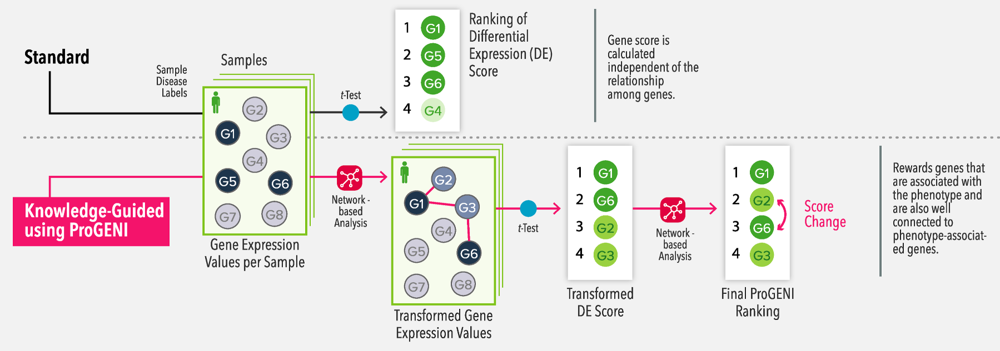 Standard
Sample
Disease
Labels
Samples
G2
G1
G3
G4
G5
G6
G7
G8
Gene Expression
Values per Sample
t-Test
1 G1
2 G5
3 G6
4 G4
Ranking of
Differential
Expression (DE)
Score
Gene score is
calculated
independent of the
relationship
among genes.
Knowledge-Guided
using ProGENI
Network -
based
Analysis
G2
G1
G3
G4
G5
G6
G7
G8
Transformed Gene
Expression Values
t-Test
1 G1
2 G6
3 G2
4 G3
Transformed
DE Score
Network -
based
Analysis
1 G1
2 G2
3 G6
4 G3
Final ProGENI
Ranking
Score
Change
Rewards genes that
are associated with
the phenotype and
are also well
connected to
phenotype-associat-
ed genes.